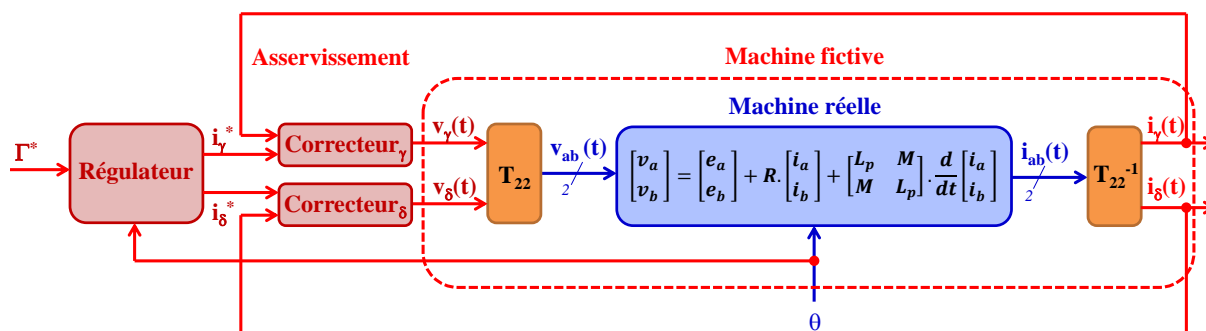 Asservissement
Machine fictive
Machine réelle
Γ*
Régulateur
iγ*
iδ*
Correcteurγ
Correcteurδ
vγ(t)
vδ(t)
T22
vab(t)
2
[va vb] = [ea eb] + R.[ia ib] + [Lp M M Lp].d/dt[ia ib]
iab(t)
2
T22-1
iγ(t)
iδ(t)
θ